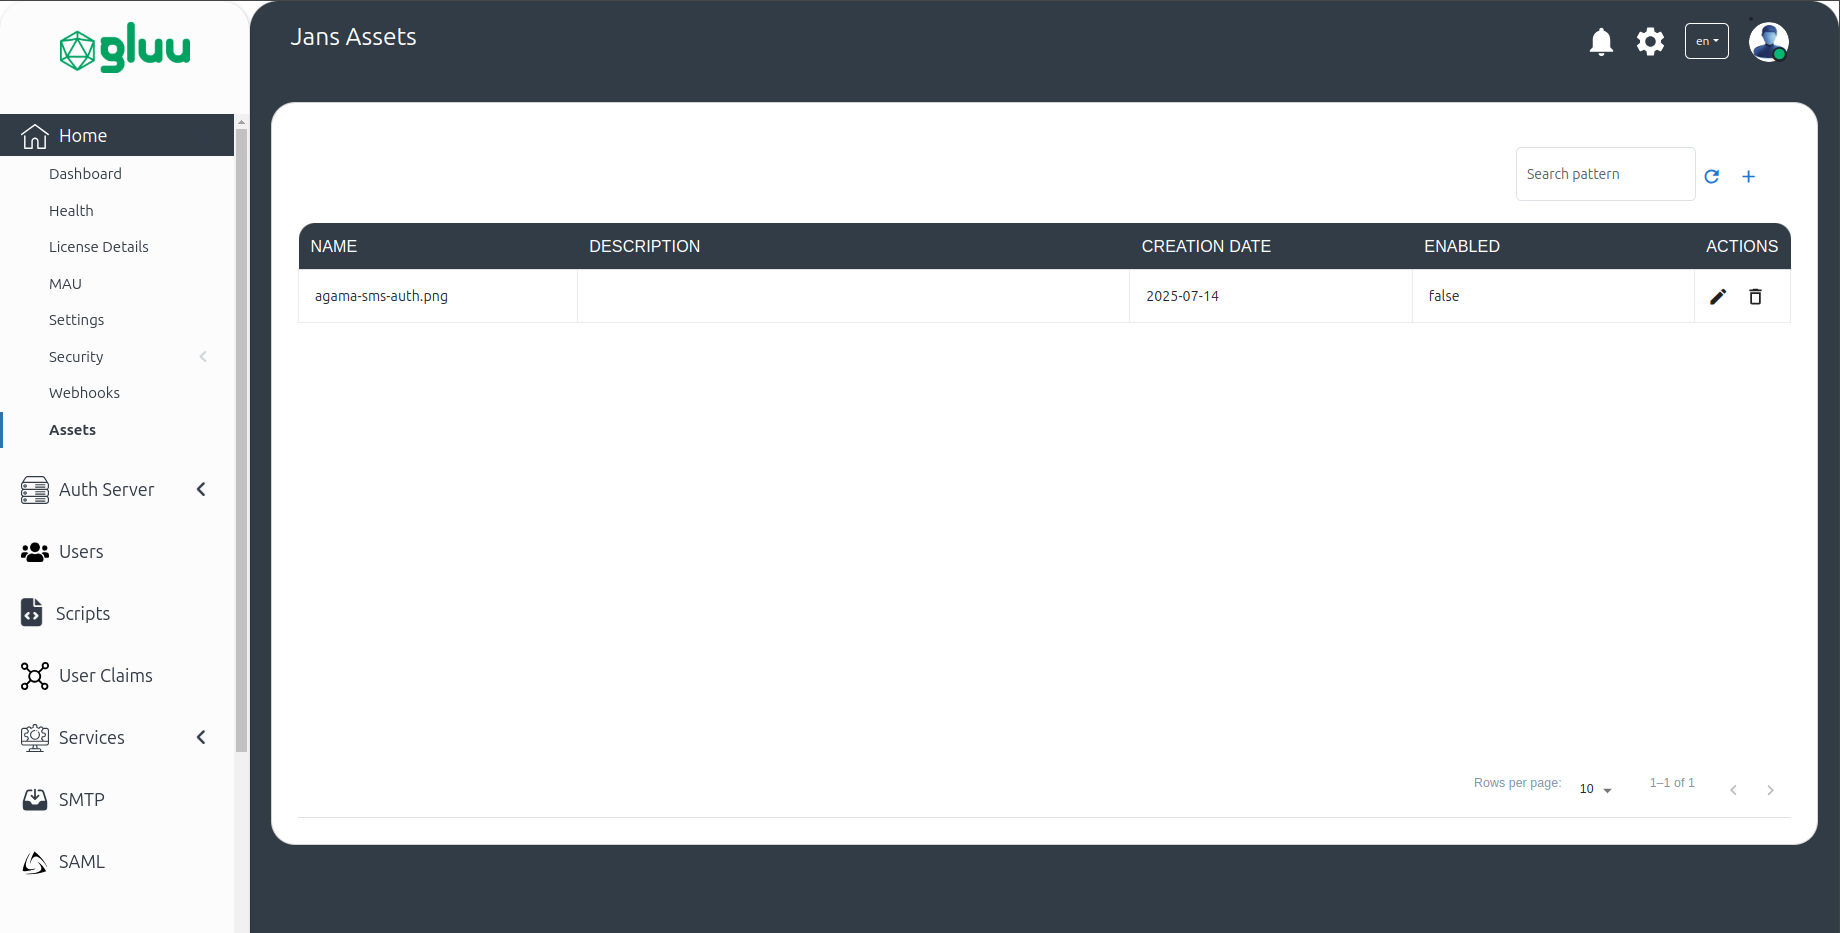 gluu
Home
Dashboard
Health
License Details
MAU
Settings
Security
Webhooks
Assets
Auth Server
Users
Scripts
User Claims
Services
SMTP
SAML
Jans Assets
en
Search pattern
NAME DESCRIPTION CREATION DATE ENABLED ACTIONS
agama-sms-auth.png 2025-07-14 false
Rows per page: 10 1–1 of 1